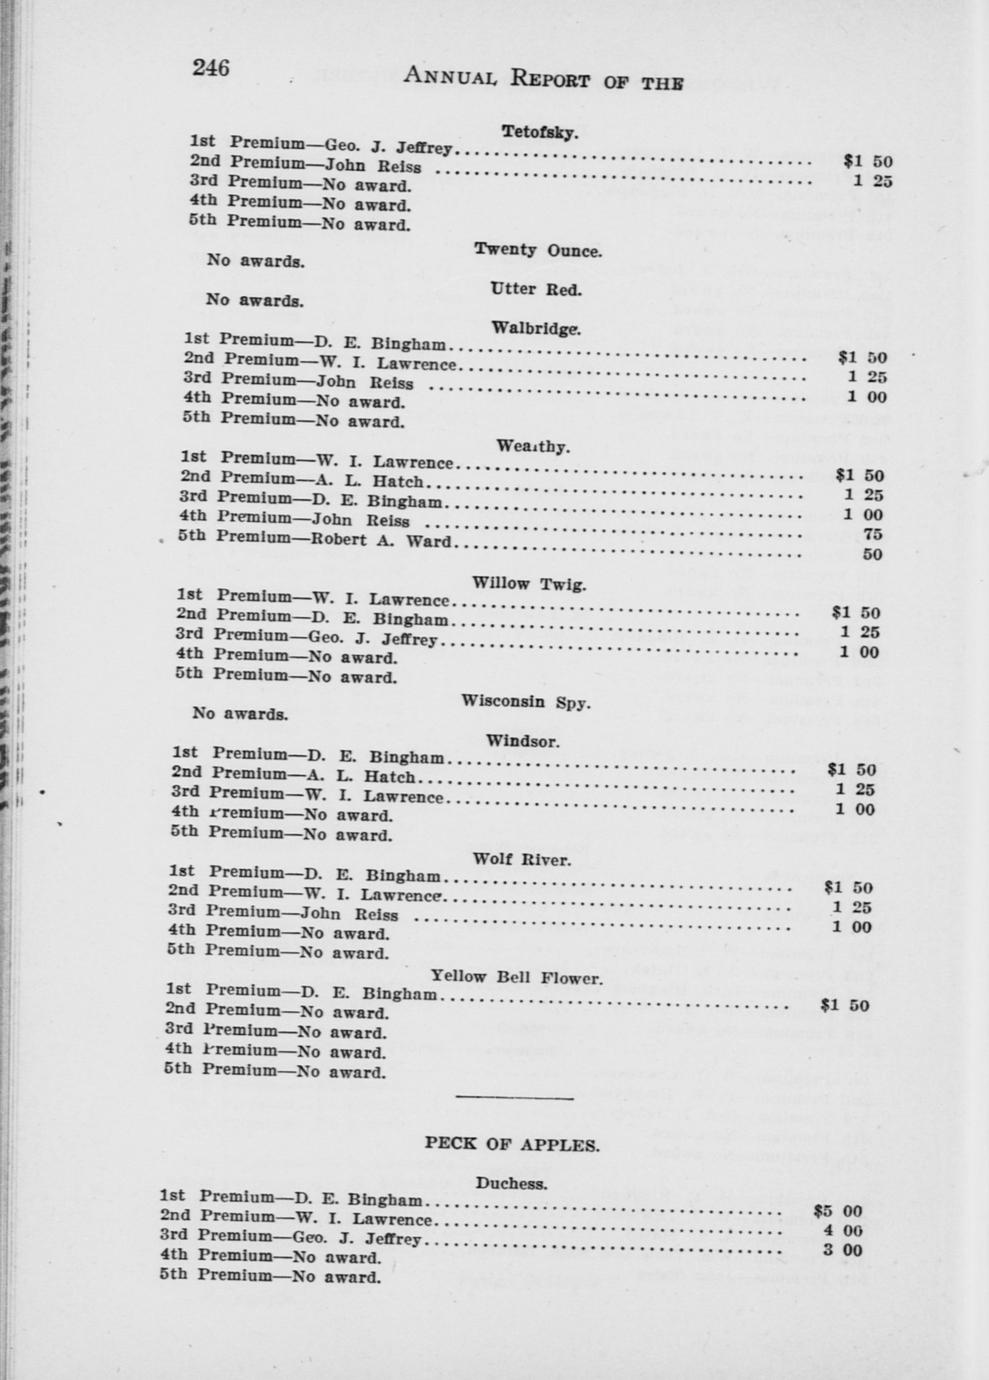 246
ANNUAL REPORT OF THE
Tetofsky.
1st Premium—Geo. J. Jeffrey.................................... $1 50
2nd Premium—John Reiss .................................... 1 25
3rd Premium—No award.
4th Premium—No award.
5th Premium—No award.
Twenty Ounce.
No awards.
Utter Red.
No awards.
Walbridge.
1st Premium—D. E. Bingham.................................... $1 50
2nd Premium—W. I. Lawrence.................................... 1 25
3rd Premium—John Reiss .................................... 1 00
4th Premium—No award.
5th Premium—No award.
Wealthy.
1st Premium—W. I. Lawrence.................................... $1 50
2nd Premium—A. L. Hatch.................................... 1 25
3rd Premium—D. E. Bingham.................................... 1 00
4th Premium—John Reiss .................................... 75
5th Premium—Robert A. Ward.................................... 50
Willow Twig.
1st Premium—W. I. Lawrence.................................... $1 50
2nd Premium—D. E. Bingham.................................... 1 25
3rd Premium—Geo. J. Jeffrey.................................... 1 00
4th Premium—No award.
5th Premium—No award.
Wisconsin Spy.
No awards.
Windsor.
1st Premium—D. E. Bingham.................................... $1 50
2nd Premium—A. L. Hatch.................................... 1 25
3rd Premium—W. I. Lawrence.................................... 1 00
4th Premium—No award.
5th Premium—No award.
Wolf River.
1st Premium—D. E. Bingham.................................... $1 50
2nd Premium—W. I. Lawrence.................................... 1 25
3rd Premium—John Reiss .................................... 1 00
4th Premium—No award.
5th Premium—No award.
Yellow Bell Flower.
1st Premium—D. E. Bingham.................................... $1 50
2nd Premium—No award.
3rd Premium—No award.
4th Premium—No award.
5th Premium—No award.
PECK OF APPLES.
Duchess.
1st Premium—D. E. Bingham.................................... $5 00
2nd Premium—W. I. Lawrence.................................... 4 00
3rd Premium—Geo. J. Jeffrey.................................... 3 00
4th Premium—No award.
5th Premium—No award.